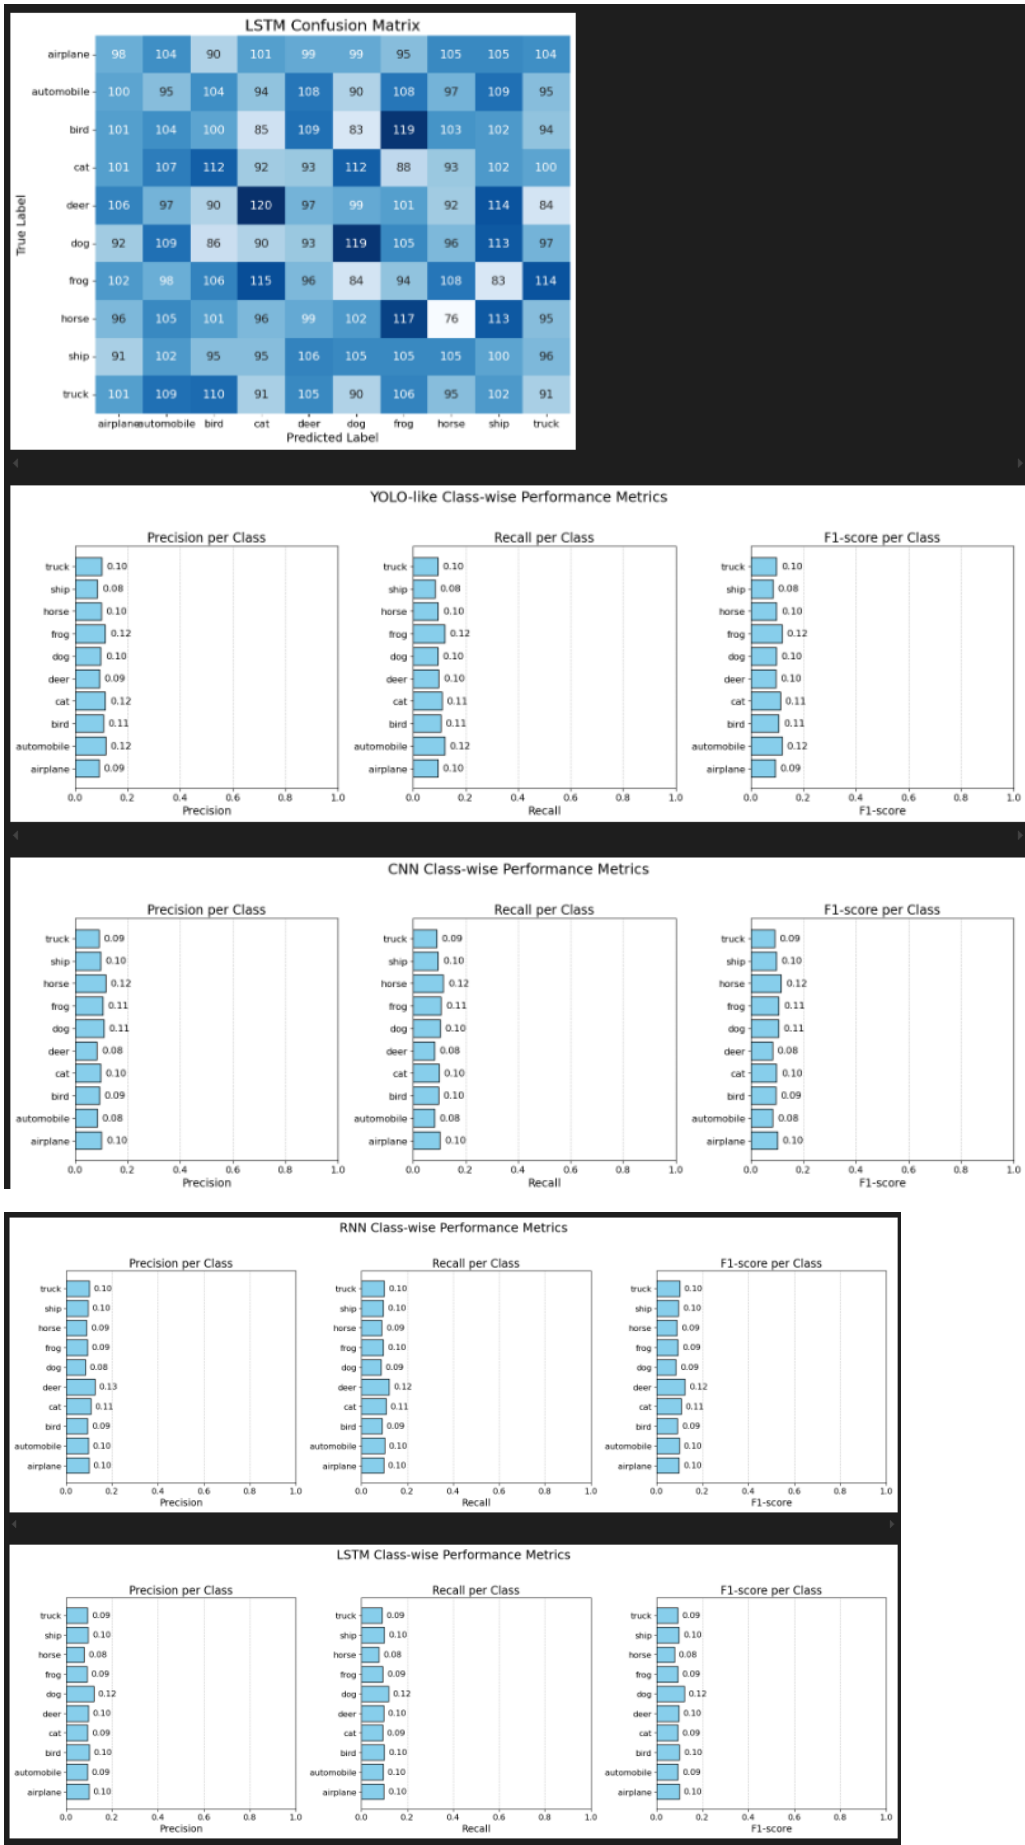 LSTM Confusion Matrix
True Label
airplane 98 104 90 101 99 99 95 105 105 104
automobile 100 95 104 94 108 90 108 97 109 95
bird 101 104 100 85 109 83 119 103 102 94
cat 101 107 112 92 93 112 88 93 102 100
deer 106 97 90 120 97 99 101 92 114 84
dog 92 109 86 90 93 119 105 96 113 97
frog 102 98 106 115 96 84 94 108 83 114
horse 96 105 101 96 99 102 117 76 113 95
ship 91 102 95 95 106 105 105 105 100 96
truck 101 109 110 91 105 90 106 95 102 91
airplane automobile bird cat deer dog frog horse ship truck
Predicted Label
YOLO-like Class-wise Performance Metrics
Precision per Class Recall per Class F1-score per Class
truck 0.10 truck 0.10 truck 0.10
ship 0.08 ship 0.08 ship 0.08
horse 0.10 horse 0.10 horse 0.10
frog 0.12 frog 0.12 frog 0.12
dog 0.10 dog 0.10 dog 0.10
deer 0.09 deer 0.10 deer 0.10
cat 0.12 cat 0.11 cat 0.11
bird 0.11 bird 0.11 bird 0.11
automobile 0.12 automobile 0.12 automobile 0.12
airplane 0.09 airplane 0.10 airplane 0.09
0.0 0.2 0.4 0.6 0.8 1.0 0.0 0.2 0.4 0.6 0.8 1.0 0.0 0.2 0.4 0.6 0.8 1.0
Precision Recall F1-score
CNN Class-wise Performance Metrics
Precision per Class Recall per Class F1-score per Class
truck 0.09 truck 0.09 truck 0.09
ship 0.10 ship 0.10 ship 0.10
horse 0.12 horse 0.12 horse 0.12
frog 0.11 frog 0.11 frog 0.11
dog 0.11 dog 0.10 dog 0.11
deer 0.08 deer 0.08 deer 0.08
cat 0.10 cat 0.10 cat 0.10
bird 0.09 bird 0.10 bird 0.09
automobile 0.08 automobile 0.08 automobile 0.08
airplane 0.10 airplane 0.10 airplane 0.10
0.0 0.2 0.4 0.6 0.8 1.0 0.0 0.2 0.4 0.6 0.8 1.0 0.0 0.2 0.4 0.6 0.8 1.0
Precision Recall F1-score
RNN Class-wise Performance Metrics
Precision per Class Recall per Class F1-score per Class
truck 0.10 truck 0.10 truck 0.10
ship 0.10 ship 0.10 ship 0.10
horse 0.09 horse 0.09 horse 0.09
frog 0.09 frog 0.10 frog 0.09
dog 0.08 dog 0.09 dog 0.09
deer 0.13 deer 0.12 deer 0.12
cat 0.11 cat 0.11 cat 0.11
bird 0.09 bird 0.09 bird 0.09
automobile 0.10 automobile 0.10 automobile 0.10
airplane 0.10 airplane 0.10 airplane 0.10
0.0 0.2 0.4 0.6 0.8 1.0 0.0 0.2 0.4 0.6 0.8 1.0 0.0 0.2 0.4 0.6 0.8 1.0
Precision Recall F1-score
LSTM Class-wise Performance Metrics
Precision per Class Recall per Class F1-score per Class
truck 0.09 truck 0.09 truck 0.09
ship 0.10 ship 0.10 ship 0.10
horse 0.08 horse 0.08 horse 0.08
frog 0.09 frog 0.09 frog 0.09
dog 0.12 dog 0.12 dog 0.12
deer 0.10 deer 0.10 deer 0.10
cat 0.09 cat 0.09 cat 0.09
bird 0.10 bird 0.10 bird 0.10
automobile 0.09 automobile 0.10 automobile 0.09
airplane 0.10 airplane 0.10 airplane 0.10
0.0 0.2 0.4 0.6 0.8 1.0 0.0 0.2 0.4 0.6 0.8 1.0 0.0 0.2 0.4 0.6 0.8 1.0
Precision Recall F1-score